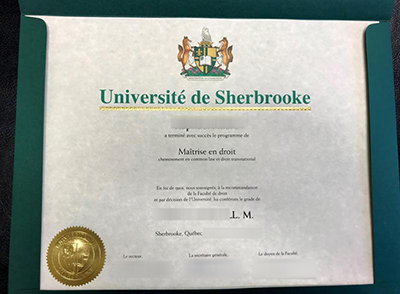 Université de Sherbrooke
a terminé avec succès le programme de
Maîtrise en droit
cheminement en common law et droit transnational
En foi de quoi, nous soussignés, à la recommandation
de la Faculté de droit
et par décision de l'Université, lui conférons le grade de
L. M.
Sherbrooke, Québec,
Le recteur
La secrétaire générale,
Le doyen de la Faculté,